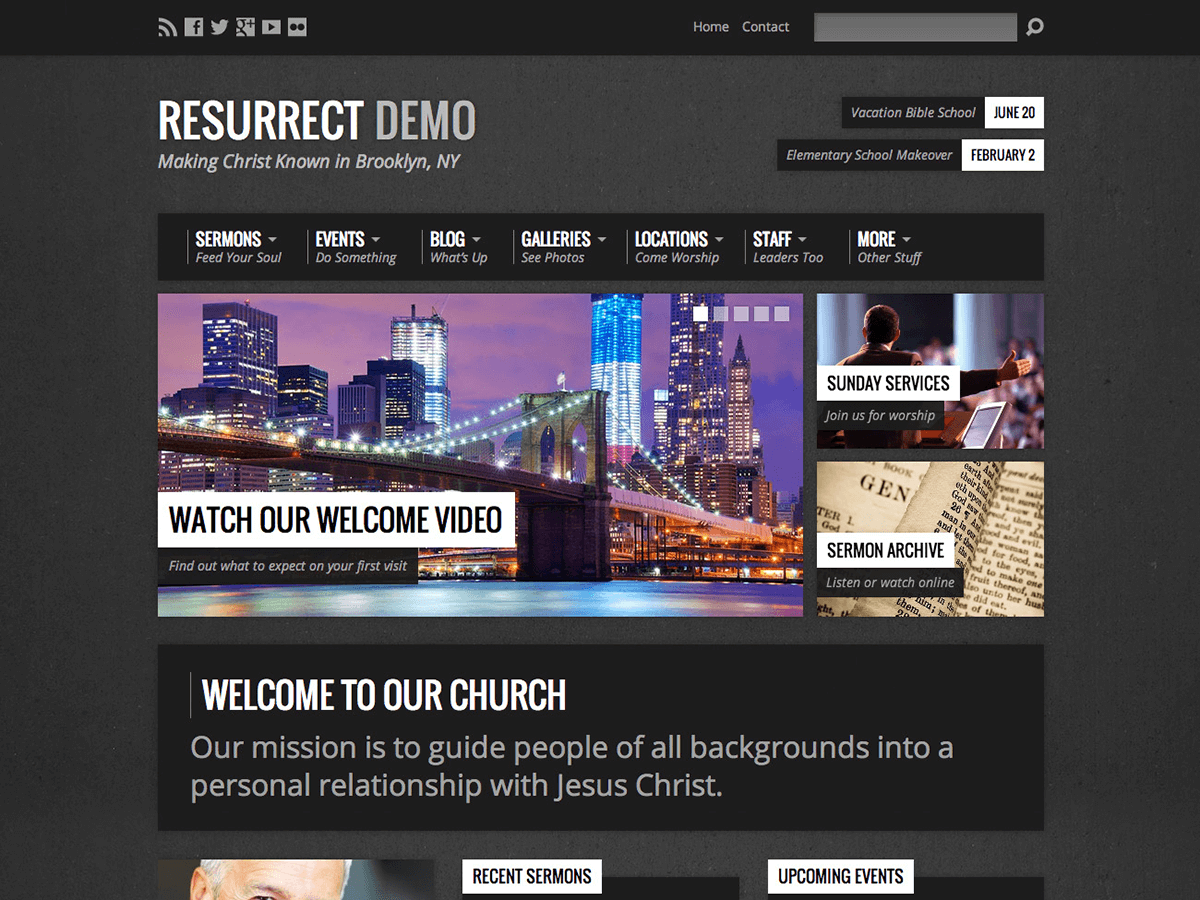 Home Contact
RESURRECT DEMO
Making Christ Known in Brooklyn, NY
Vacation Bible School JUNE 20
Elementary School Makeover FEBRUARY 2
SERMONS EVENTS BLOG GALLERIES LOCATIONS STAFF MORE
Feed Your Soul Do Something What's Up See Photos Come Worship Leaders Too Other Stuff
WATCH OUR WELCOME VIDEO
Find out what to expect on your first visit
SUNDAY SERVICES
Join us for worship
GEN
SERMON ARCHIVE
Listen or watch online
WELCOME TO OUR CHURCH
Our mission is to guide people of all backgrounds into a
personal relationship with Jesus Christ.
RECENT SERMONS UPCOMING EVENTS